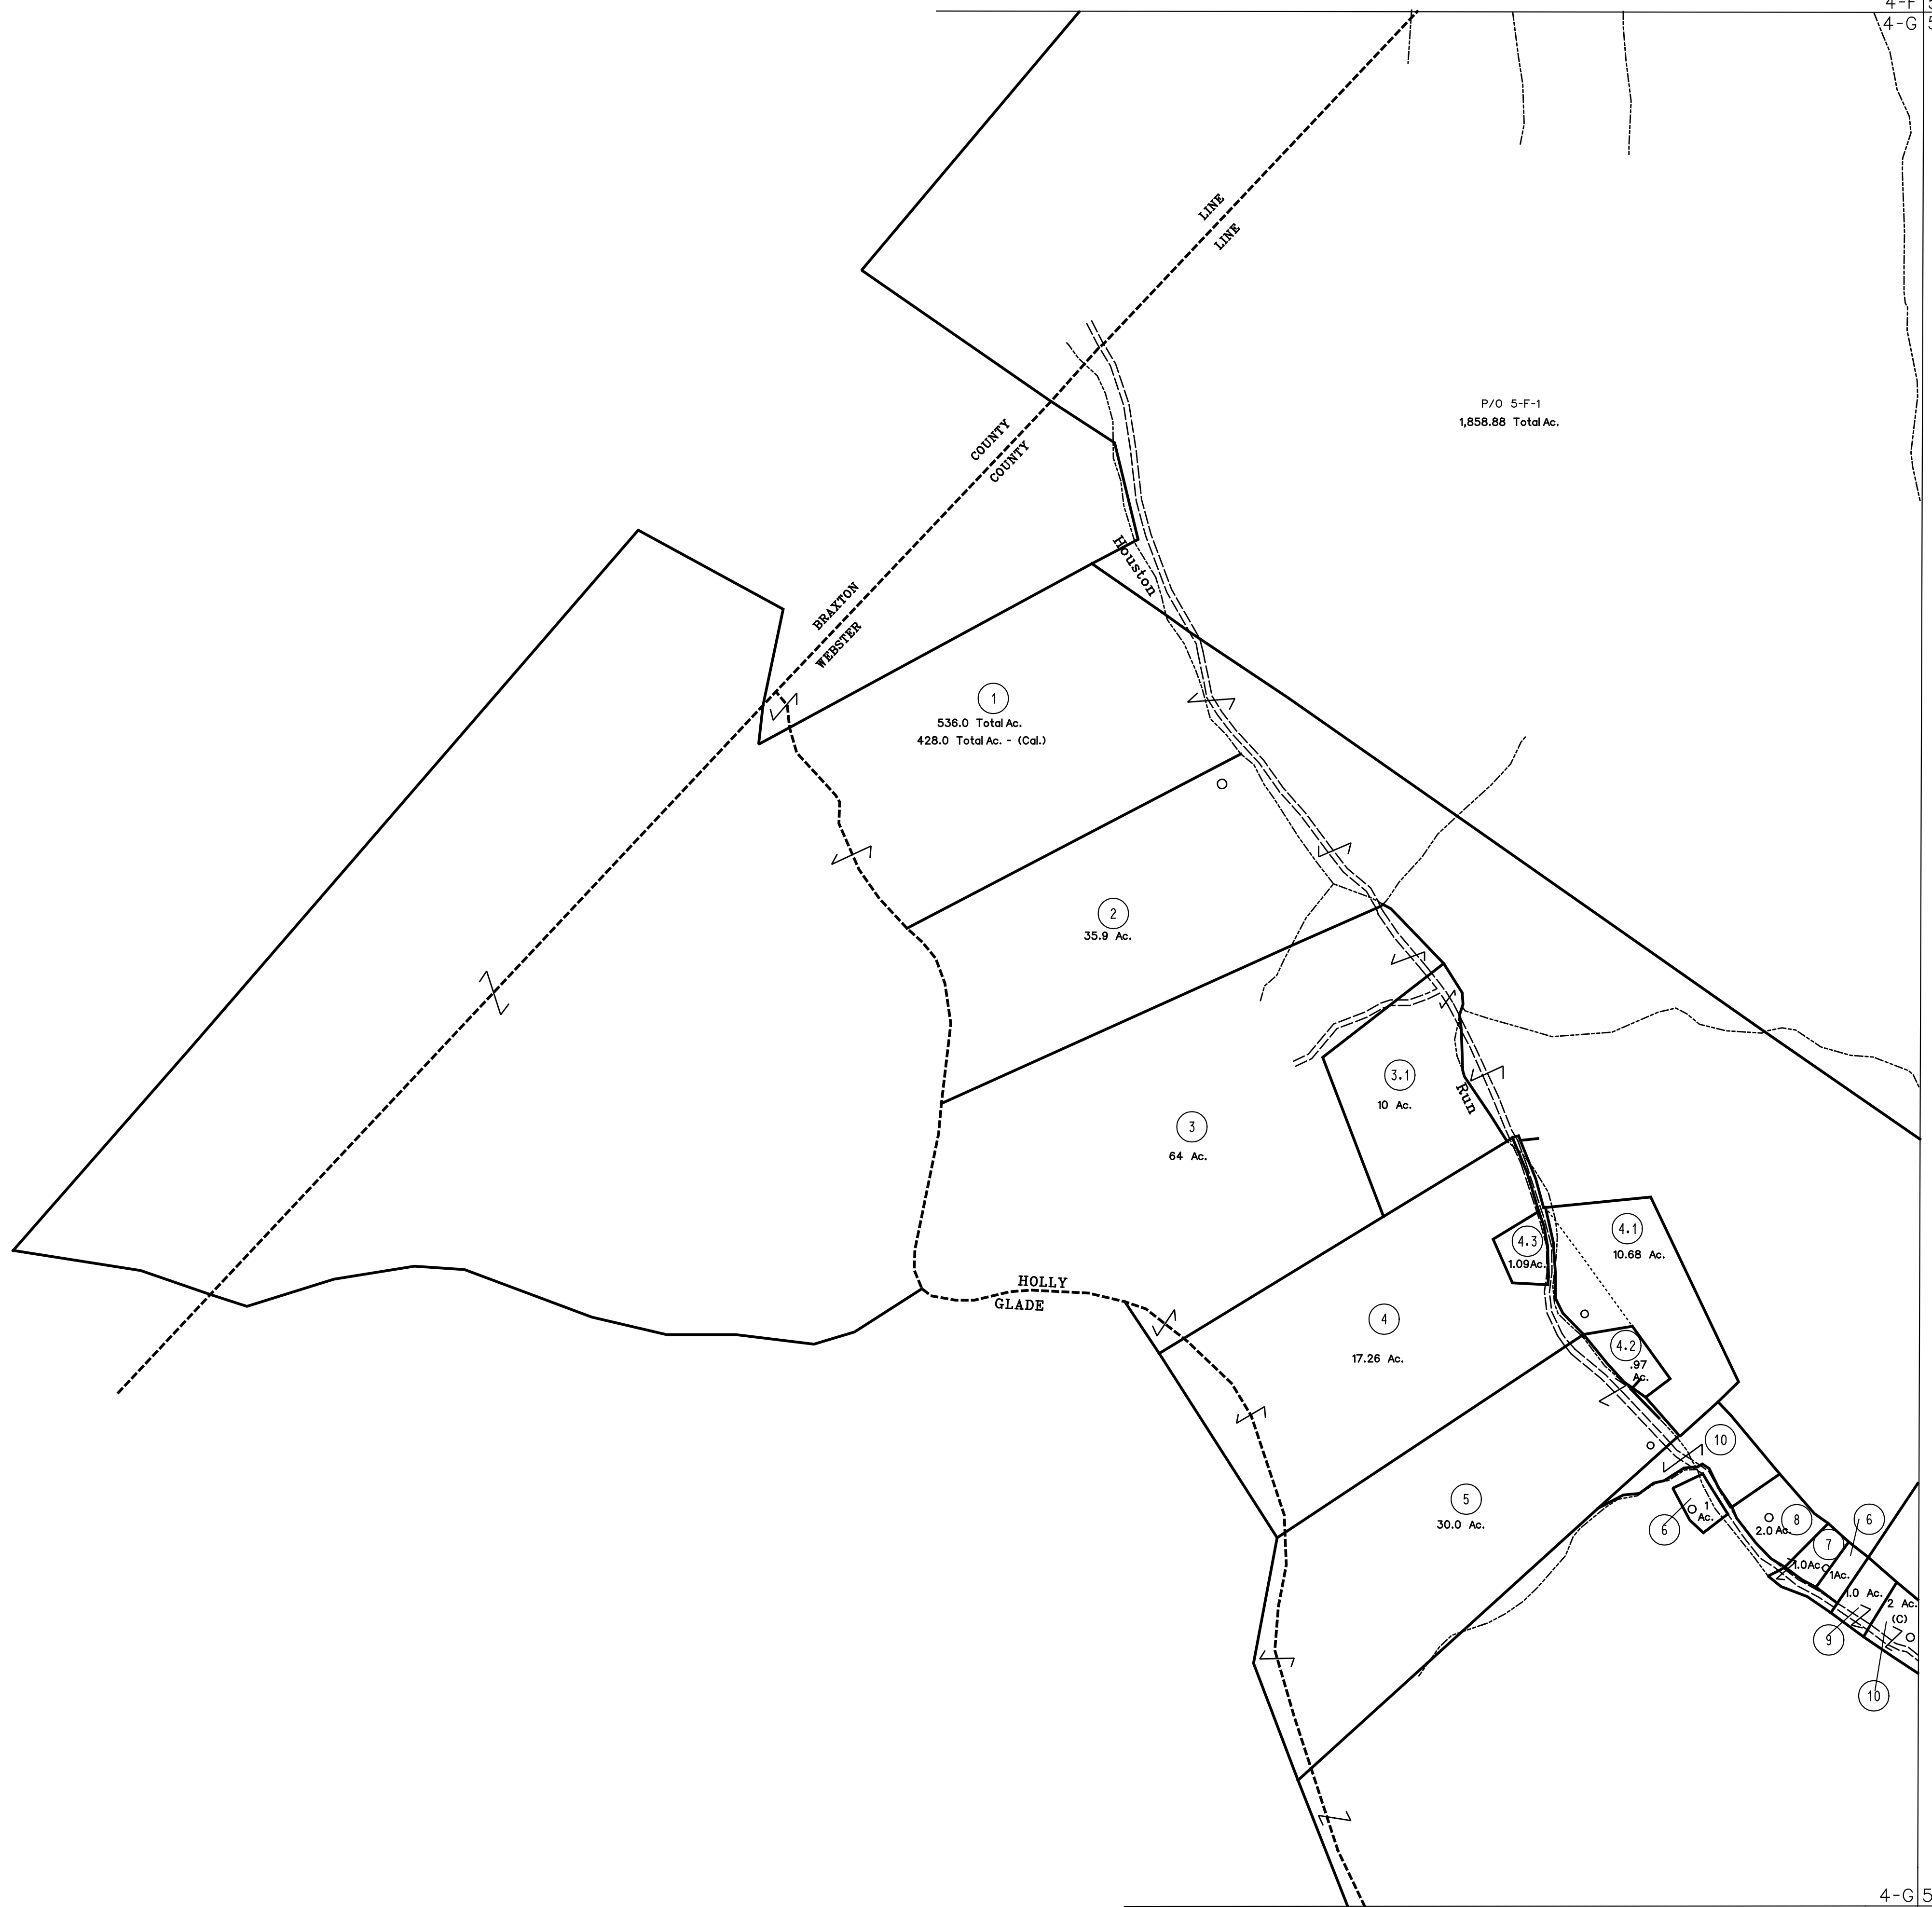 4-F 5
4-G 5
LINE
LINE
P/O 5-F-1
1,858.88 Total Ac.
COUNTY
COUNTY
Houston
BRAXTON
WEBSTER
1
536.0 Total Ac.
428.0 Total Ac. - (Cal.)
2
35.9 Ac.
3.1
10 Ac.
Run
3
64 Ac.
4.1
10.68 Ac.
4.3
1.09Ac.
HOLLY
GLADE
4
17.26 Ac.
4.2
.97
Ac.
10
5
30.0 Ac.
1
Ac.
6
8
2.0 Ac.
6
7
1.0Ac.
1Ac.
1.0 Ac.
2 Ac.
(C)
9
10
4-G 5